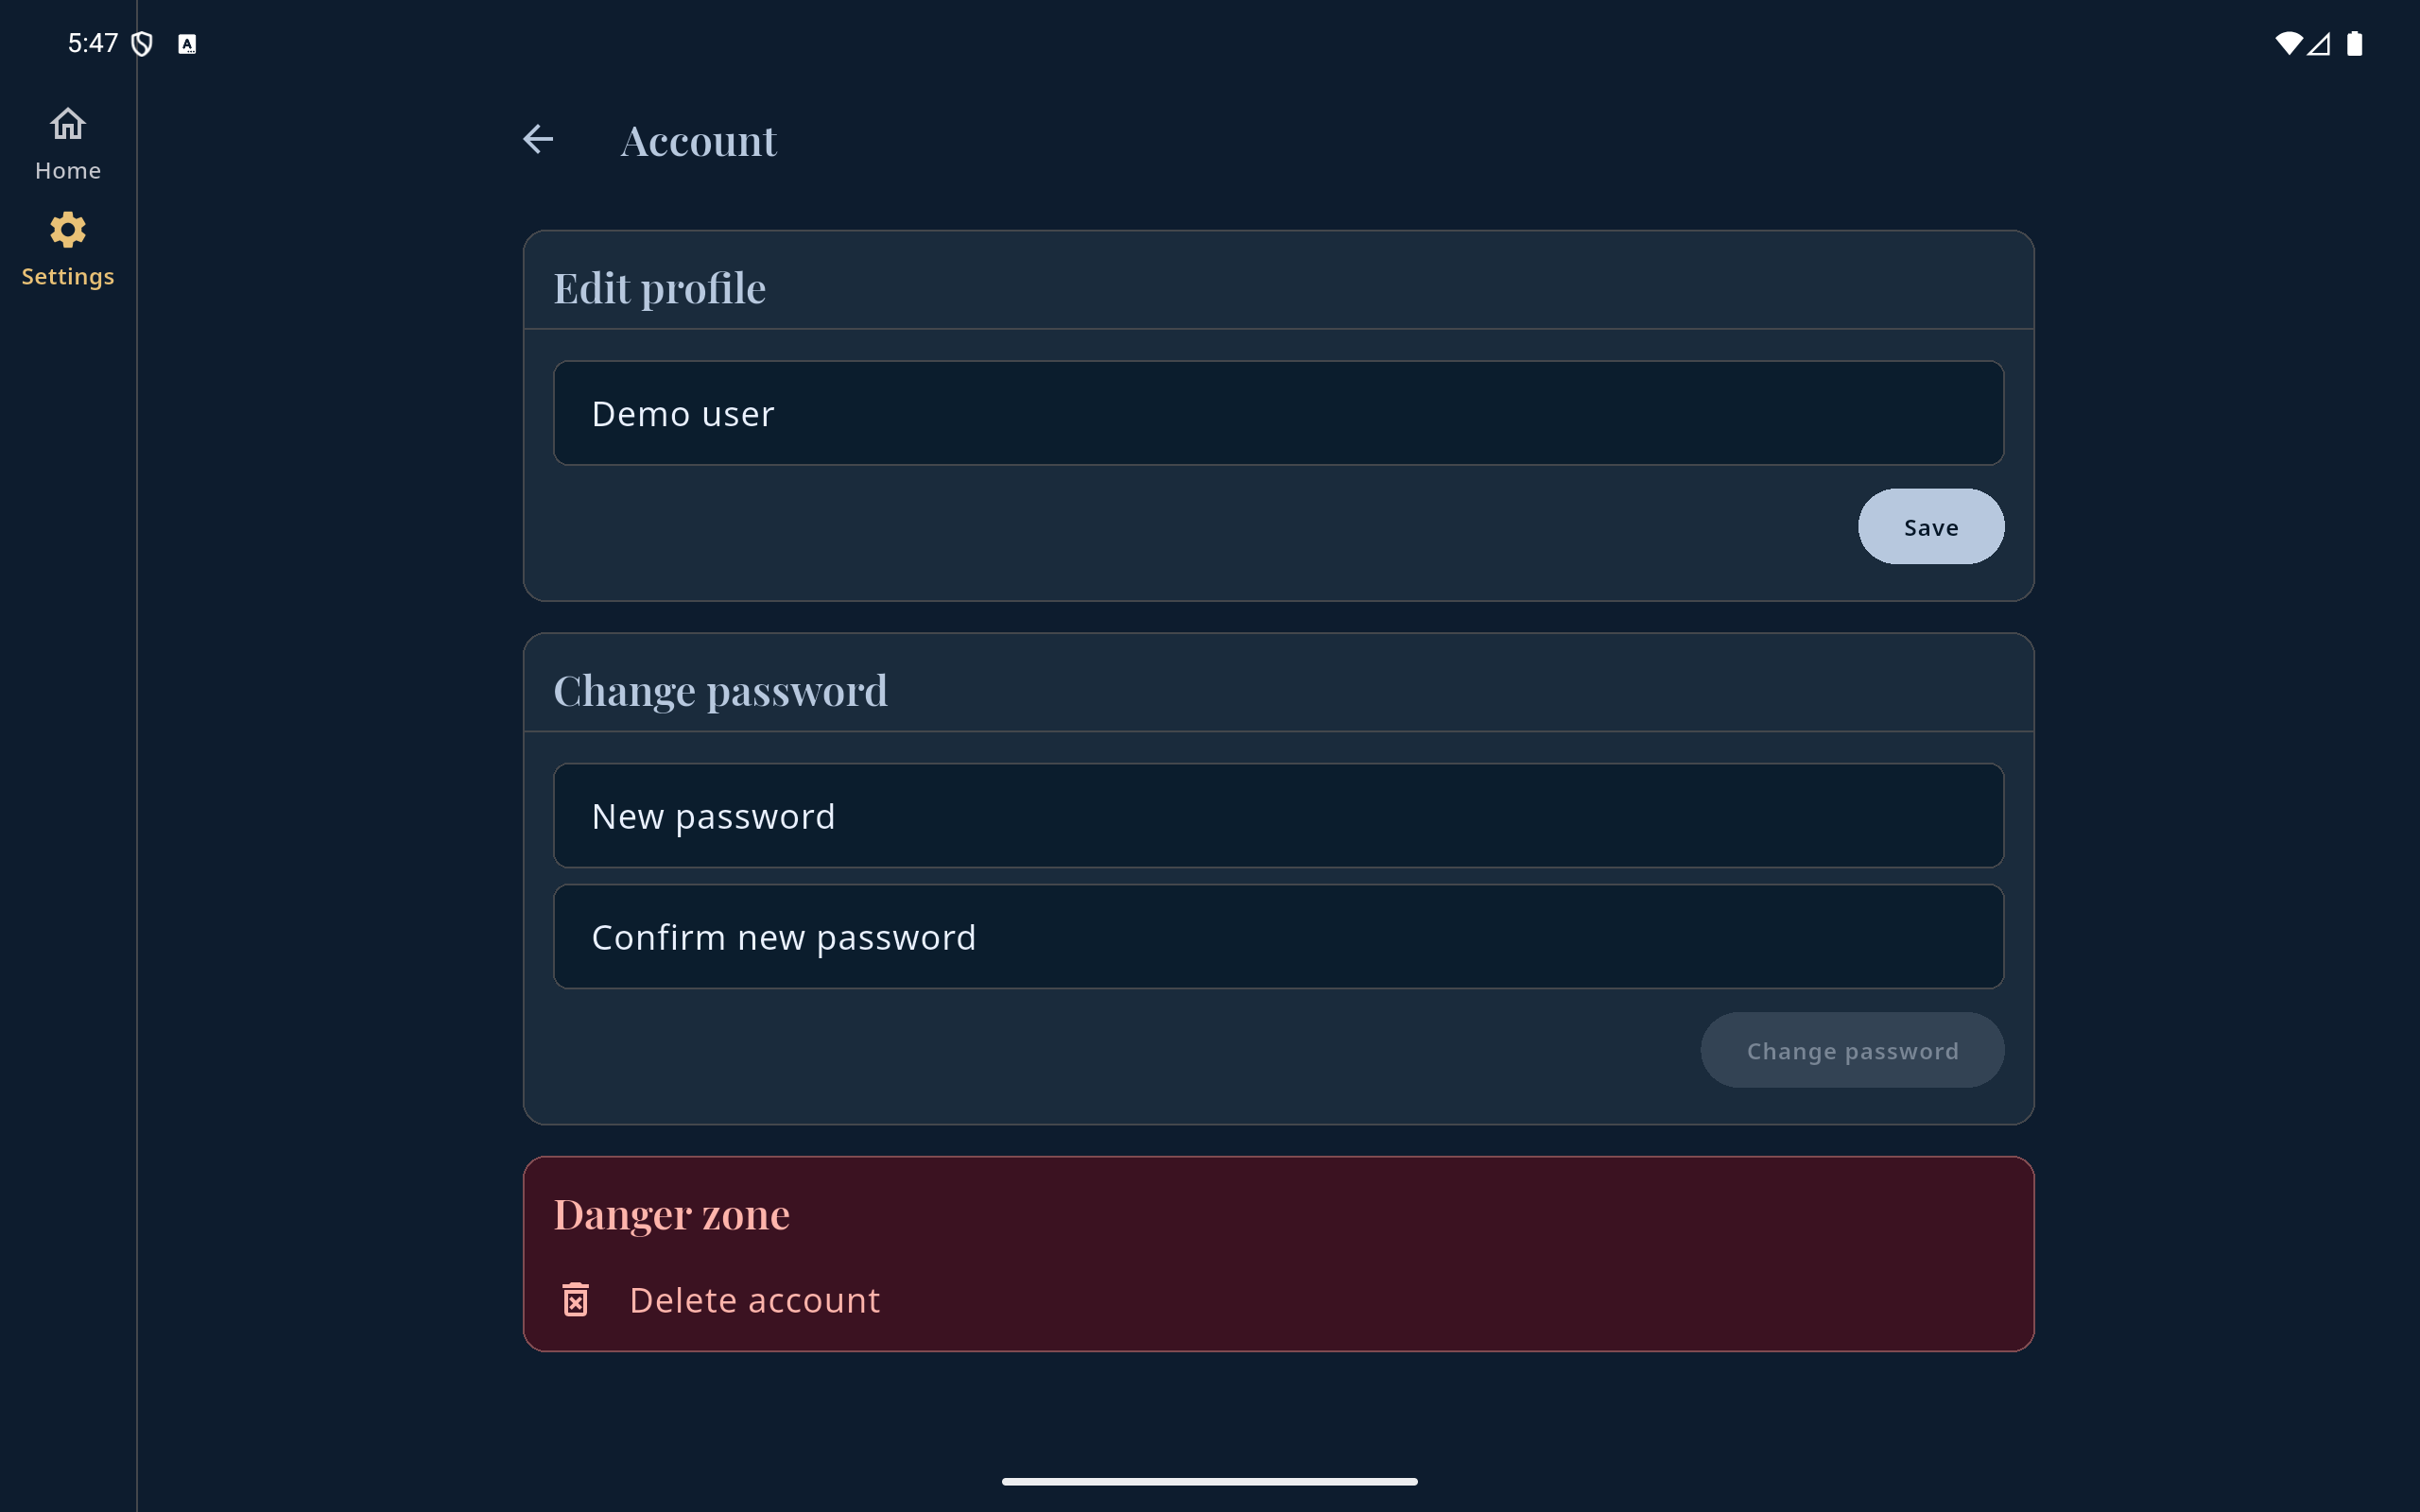 5:47
Home
Settings
Account
Edit profile
Demo user
Save
Change password
New password
Confirm new password
Change password
Danger zone
Delete account